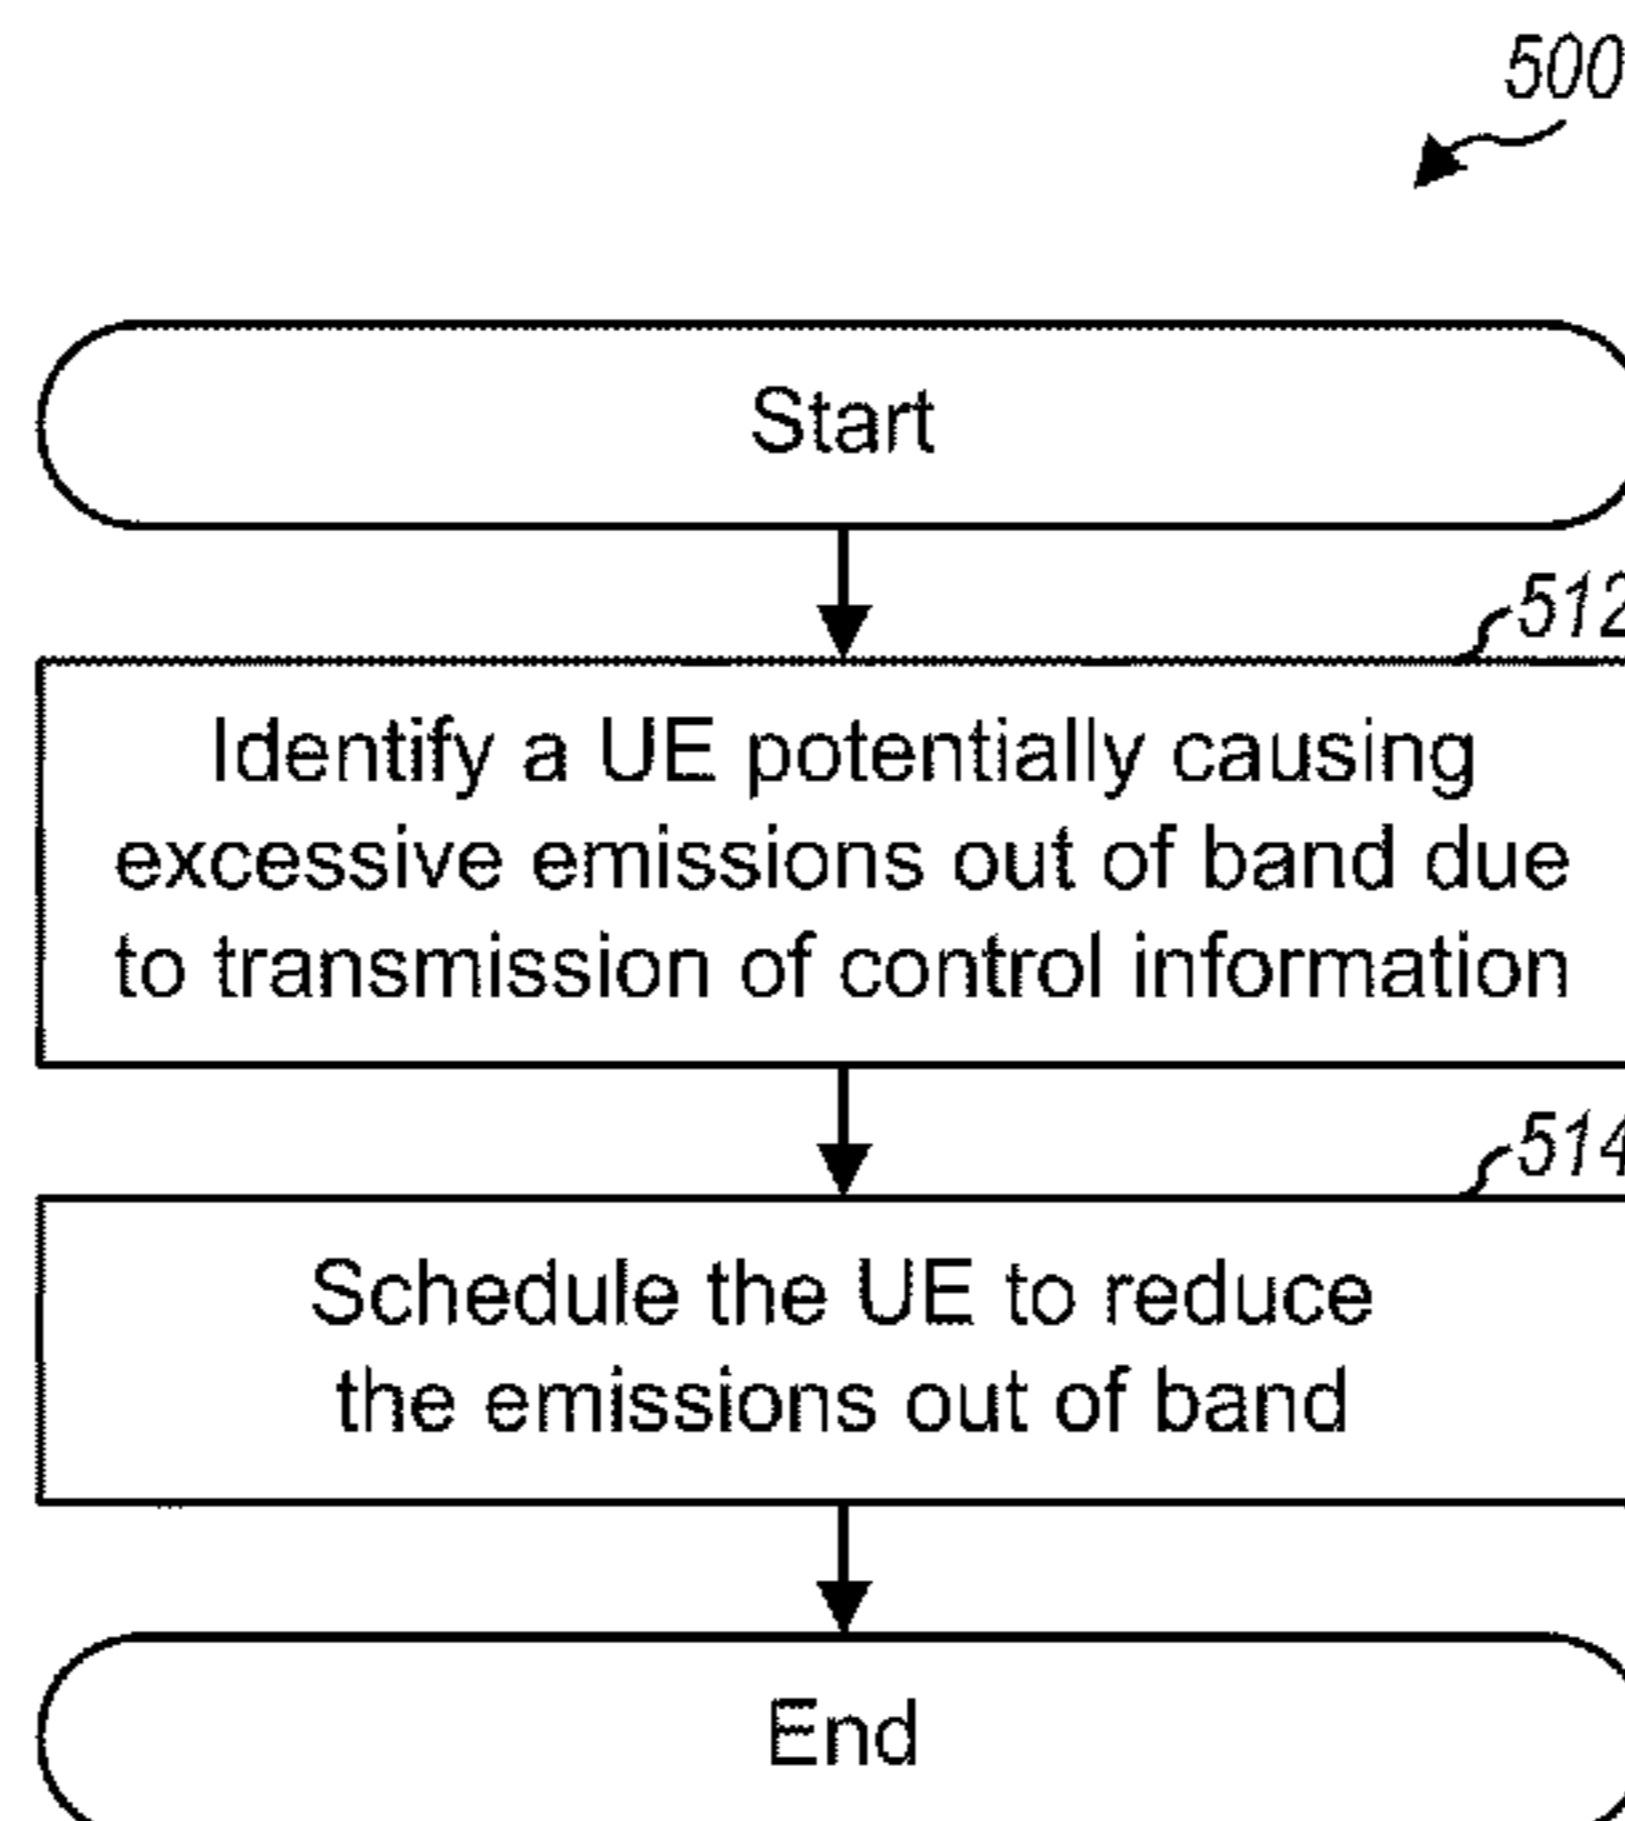 500
Start
512
Identify a UE potentially causing
excessive emissions out of band due
to transmission of control information
514
Schedule the UE to reduce
the emissions out of band
End